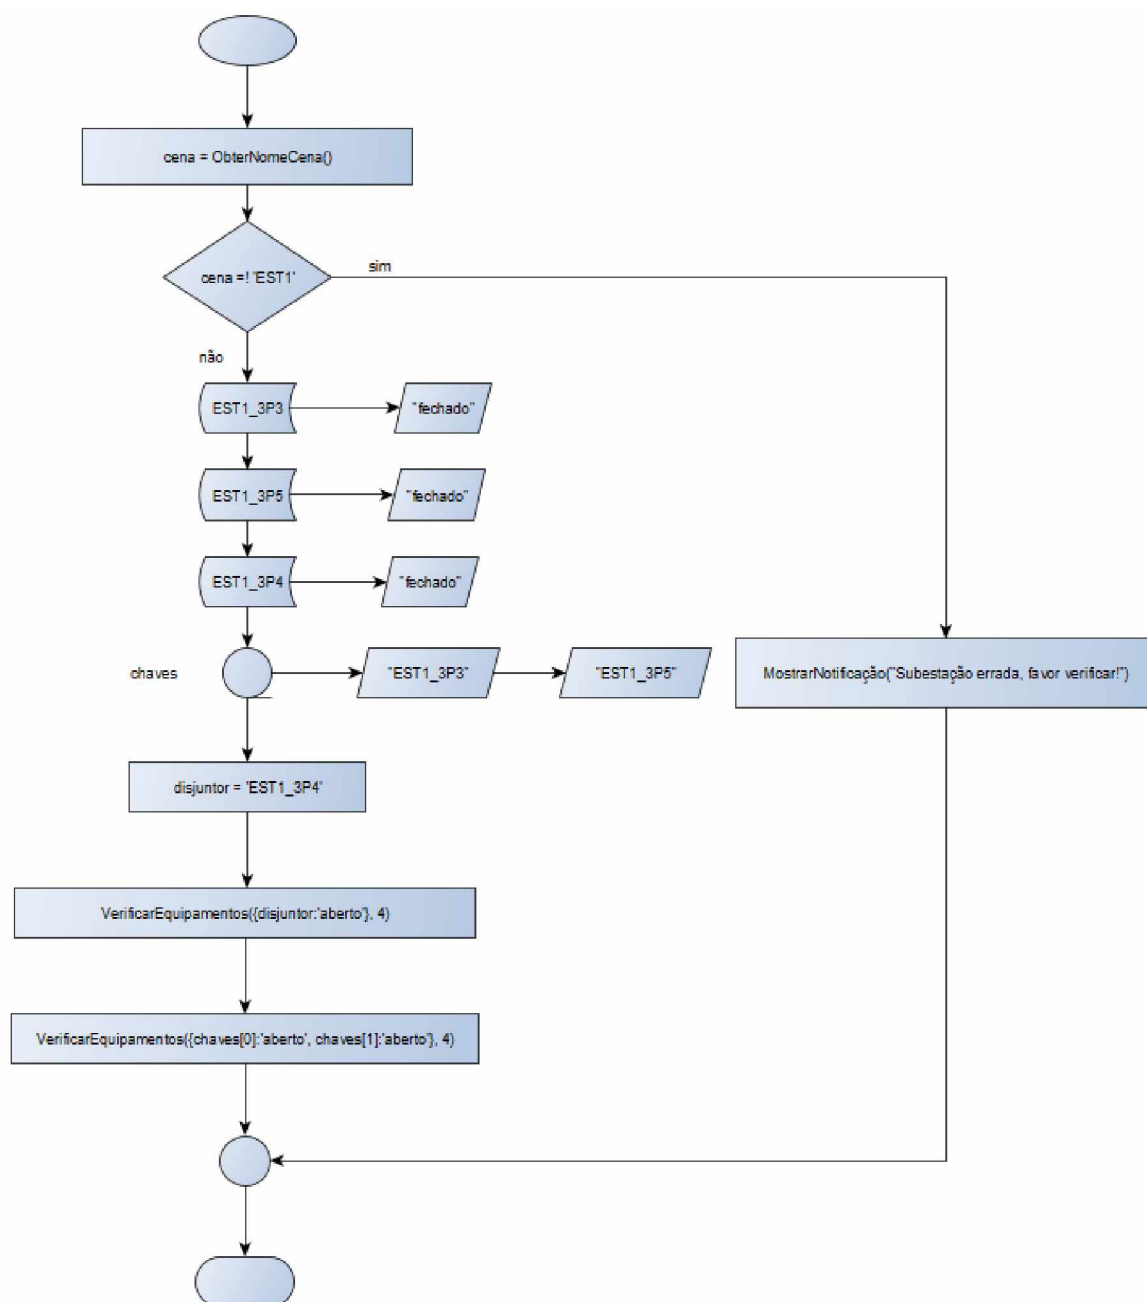 cena = ObterNomeCena()
cena =! 'EST1'
sim
não
EST1_3P3
"fechado"
EST1_3P5
"fechado"
EST1_3P4
"fechado"
chaves
"EST1_3P3"
"EST1_3P5"
MostrarNotificação("Subestação errada, favor verificar!")
disjuntor = 'EST1_3P4'
VerificarEquipamentos({disjuntor:'aberto'}, 4)
VerificarEquipamentos({chaves[0]:'aberto', chaves[1]:'aberto'}, 4)